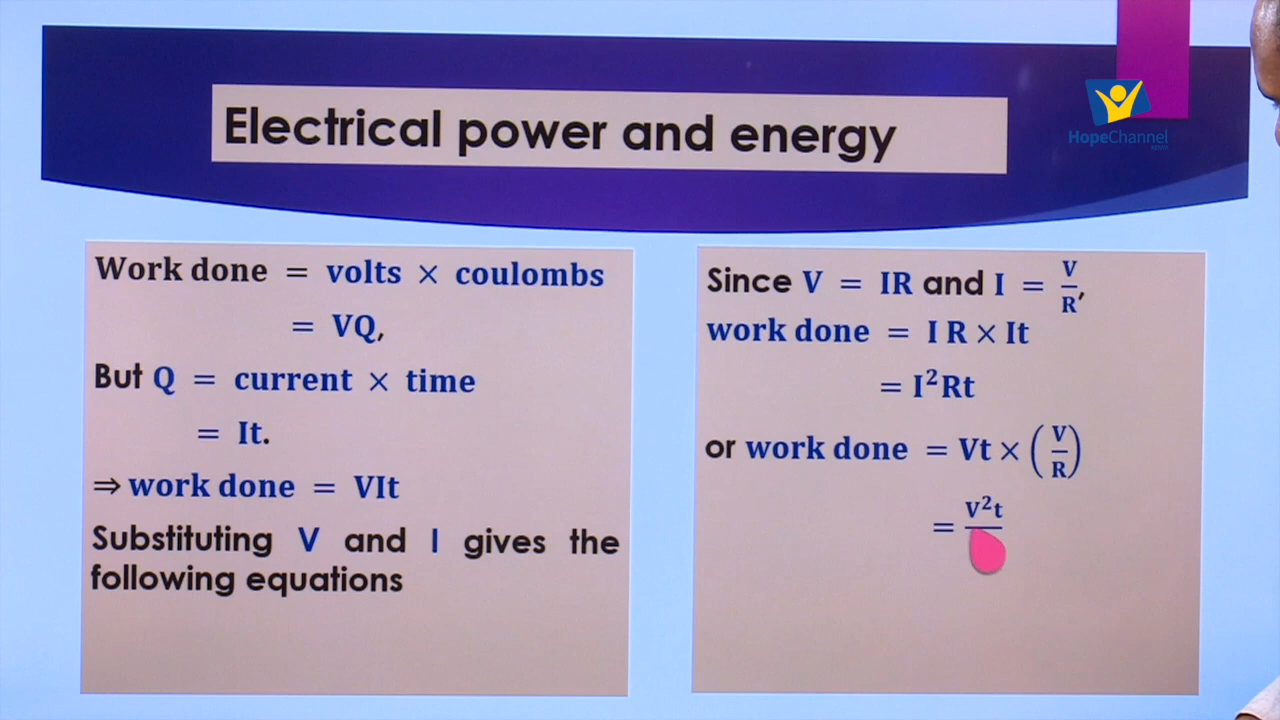 Electrical power and energy
HopeChannel
Work done = volts × coulombs
= VQ,
But Q = current × time
= It.
⇒ work done = VIt
Substituting V and I gives the
following equations
Since V = IR and I = V/R,
work done = I R × It
= I²Rt
or work done = Vt × (V/R)
= V²t